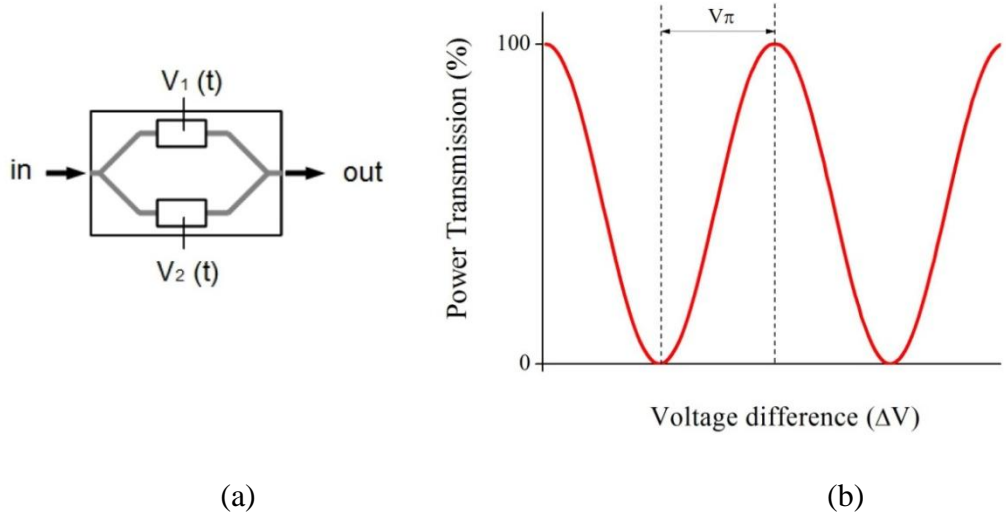 V₁ (t)
in
out
V₂ (t)
(a)
Vπ
100
0
Power Transmission (%)
Voltage difference (ΔV)
(b)